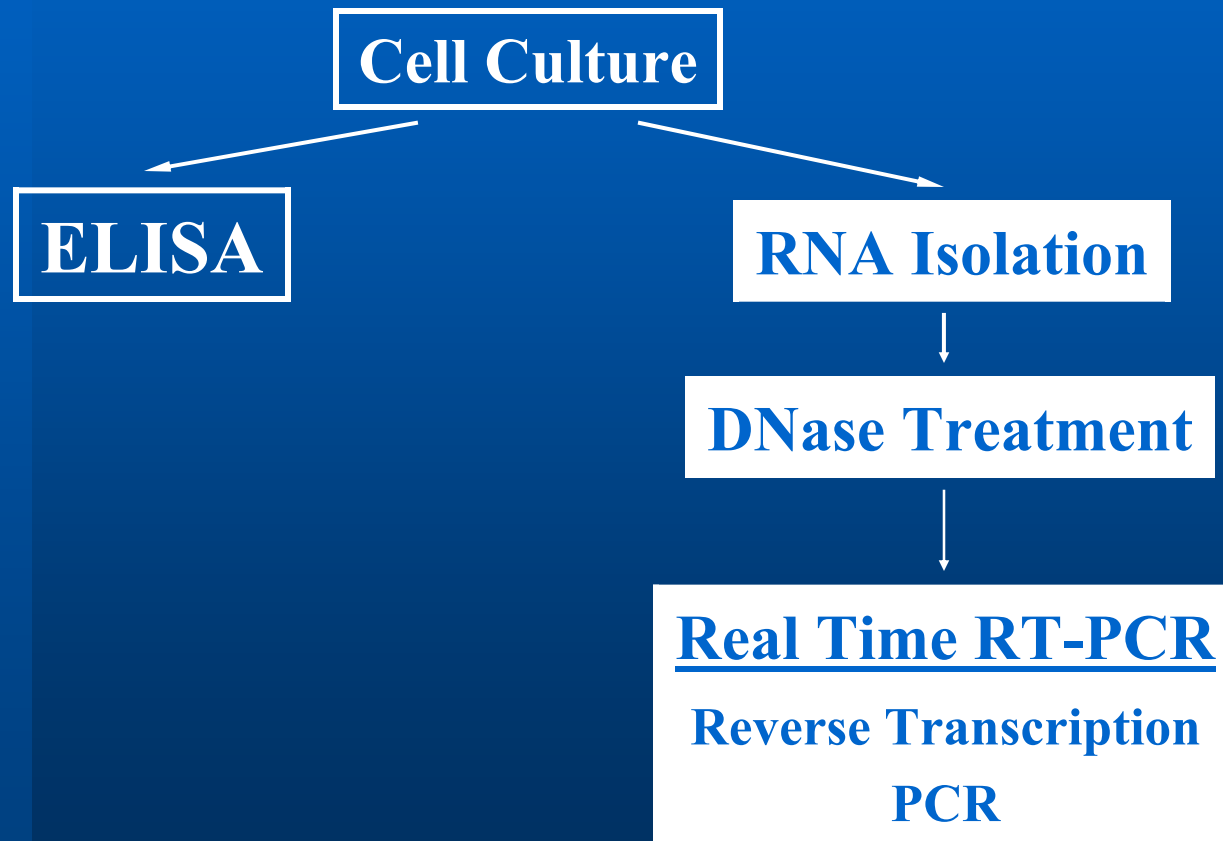 Cell Culture
ELISA
RNA Isolation
DNase Treatment
Real Time RT-PCR
Reverse Transcription
PCR